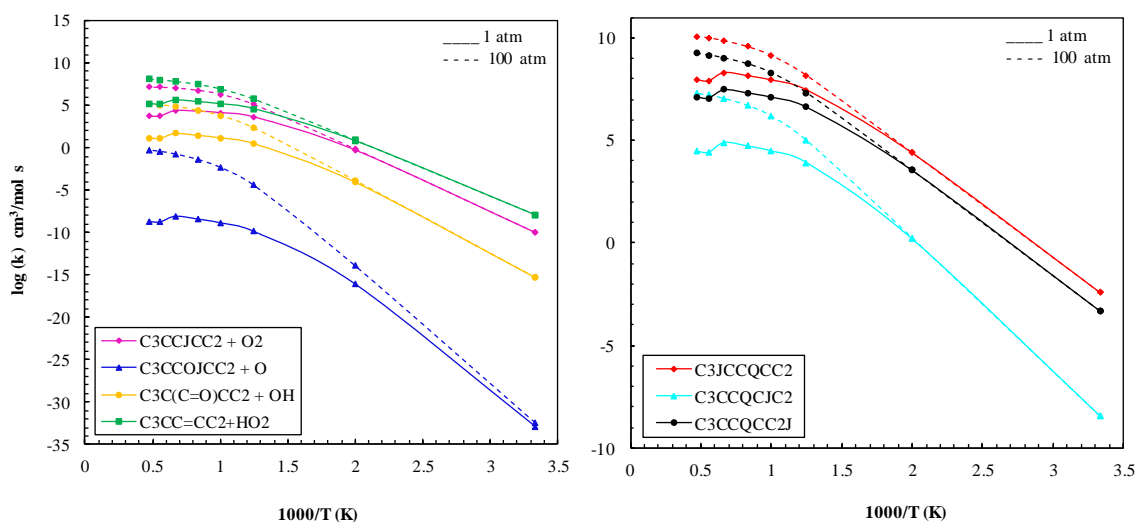 15
10
5
0
-5
-10
-15
-20
-25
-30
-35
log (k) cm³/mol s
____ 1 atm
- - - - - 100 atm
C3CCJCC2 + O2
C3CCOJCC2 + O
C3C(C=O)CC2 + OH
C3CC=CC2+HO2
0 0.5 1 1.5 2 2.5 3 3.5
1000/T (K)
10
5
0
-5
-10
____ 1 atm
- - - - - 100 atm
C3JCCQCC2
C3CCQCJC2
C3CCQCC2J
0 0.5 1 1.5 2 2.5 3 3.5
1000/T (K)